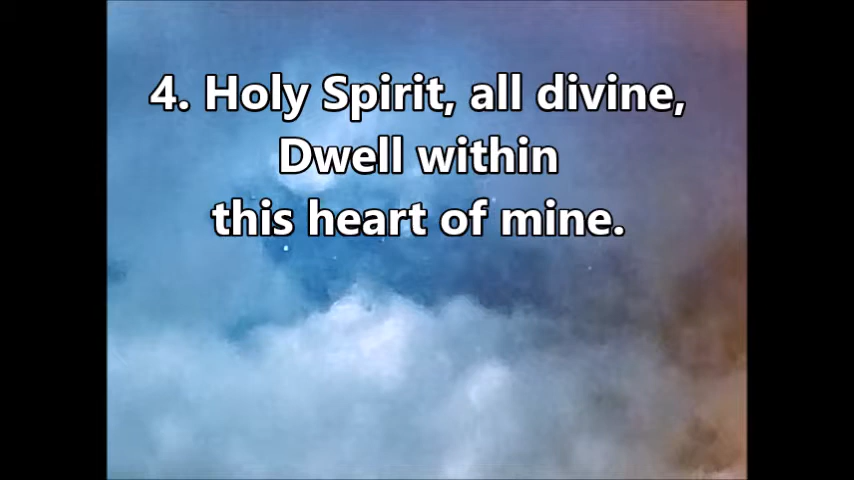 4. Holy Spirit, all divine,
Dwell within
this heart of mine.